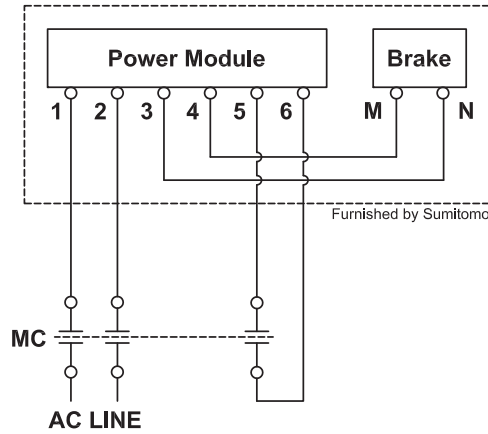 Power Module
Brake
1 2 3 4 5 6 M N
Furnished by Sumitomo
MC
AC LINE